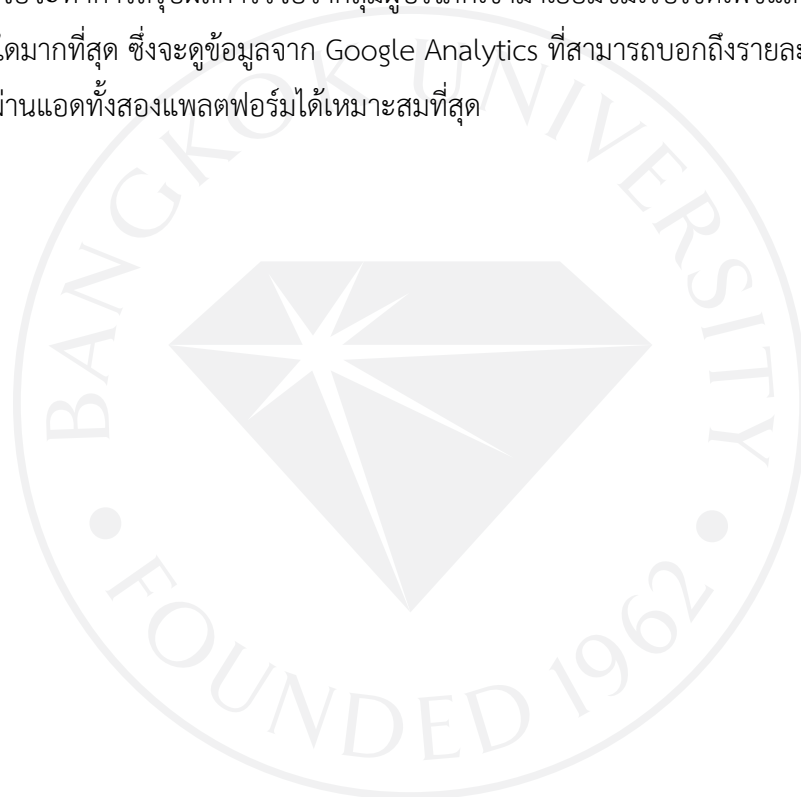 ใดมากที่สุด ซึ่งจะดูข้อมูลจาก Google Analytics ที่สามารถบอกถึงรายละ
ผ่านแอดทั้งสองแพลตฟอร์มได้เหมาะสมที่สุด
BANGKOK UNIVERSITY
FOUNDED 1962